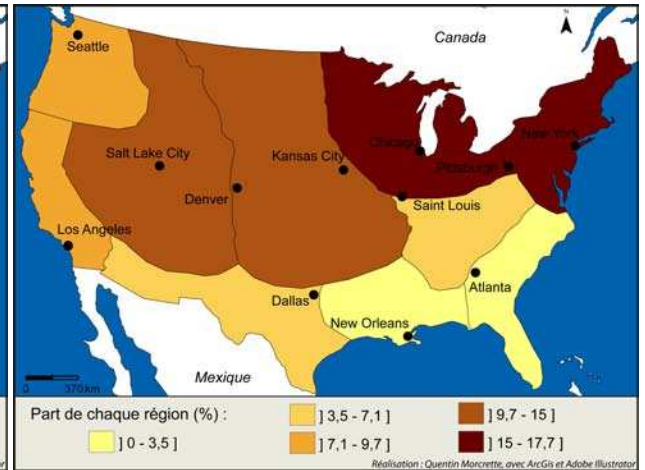 Canada
N
Seattle
Chicago
New York
Salt Lake City
Kansas City
Pittsburgh
Denver
Saint Louis
Los Angeles
Dallas
Atlanta
New Orleans
Mexique
0 370 km
Part de chaque région (%) :
] 0 - 3,5 ]
] 3,5 - 7,1 ]
] 7,1 - 9,7 ]
] 9,7 - 15 ]
] 15 - 17,7 ]
Réalisation : Quentin Morcrette, avec ArcGis et Adobe Illustrator